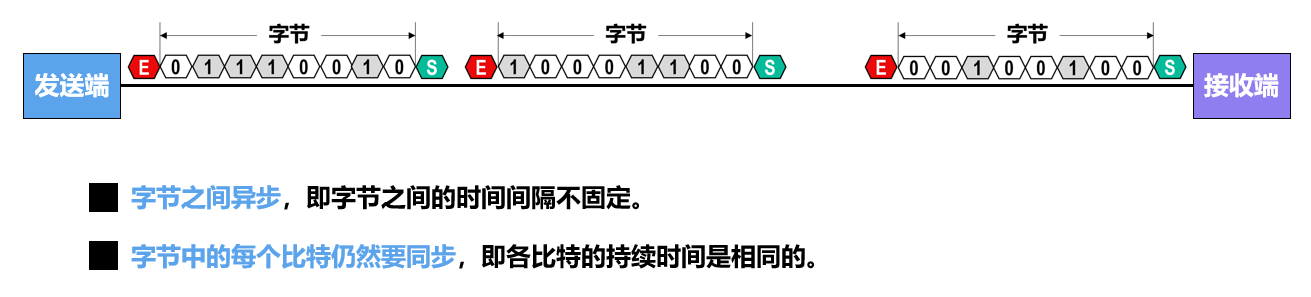 字节 字节 字节
发送端 E 0 1 1 1 0 0 1 0 S E 1 0 0 0 1 1 0 0 S E 0 0 1 0 0 1 0 0 S 接收端
字节之间异步，即字节之间的时间间隔不固定。
字节中的每个比特仍然要同步，即各比特的持续时间是相同的。